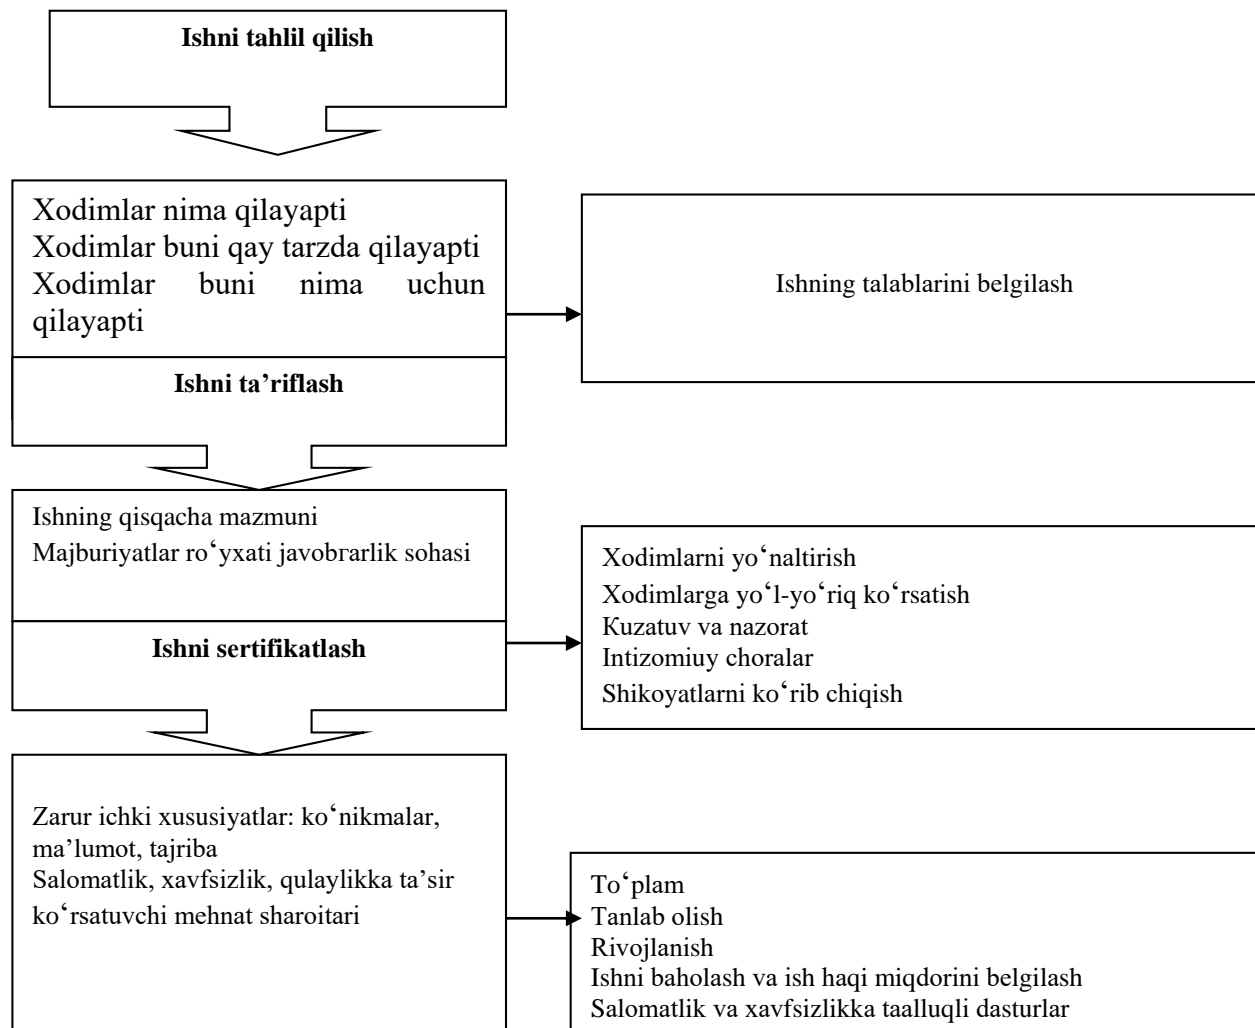 Ishni tahlil qilish
Xodimlar nima qilayapti
Xodimlar buni qay tarzda qilayapti
Xodimlar buni nima uchun
qilayapti
Ishning talablarini belgilash
Ishni ta’riflash
Ishning qisqacha mazmuni
Majburiyatlar ro‘yxati javobгarlik sohasi
Ishni sertifikatlash
Xodimlarni yo‘naltirish
Xodimlarga yo‘l-yo‘riq ko‘rsatish
Kuzatuv va nazorat
Intizomiuy choralar
Shikoyatlarni ko‘rib chiqish
Zarur ichki xususiyatlar: ko‘nikmalar,
ma’lumot, tajriba
Salomatlik, xavfsizlik, qulaylikka ta’sir
ko‘rsatuvchi mehnat sharoitari
To‘plam
Tanlab olish
Rivojlanish
Ishni baholash va ish haqi miqdorini belgilash
Salomatlik va xavfsizlikka taalluqli dasturlar